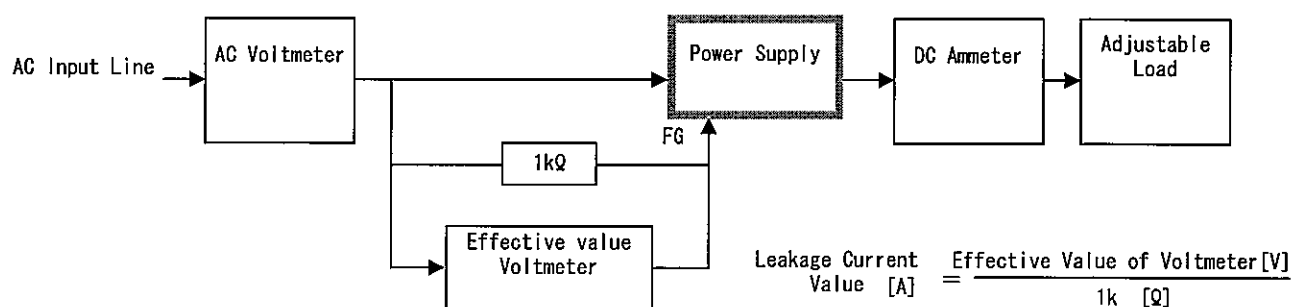 AC Input Line
AC Voltmeter
Power Supply
DC Ammeter
Adjustable
Load
FG
1kΩ
Effective value
Voltmeter
Leakage Current
Value [A]
=
Effective Value of Voltmeter[V]
1k [Ω]